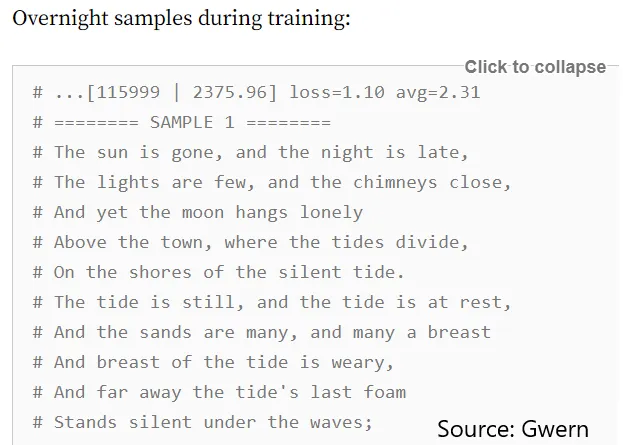 Overnight samples during training:
Click to collapse
# ...[115999 | 2375.96] loss=1.10 avg=2.31
# ======== SAMPLE 1 ========
# The sun is gone, and the night is late,
# The lights are few, and the chimneys close,
# And yet the moon hangs lonely
# Above the town, where the tides divide,
# On the shores of the silent tide.
# The tide is still, and the tide is at rest,
# And the sands are many, and many a breast
# And breast of the tide is weary,
# And far away the tide's last foam
# Stands silent under the waves;
Source: Gwern